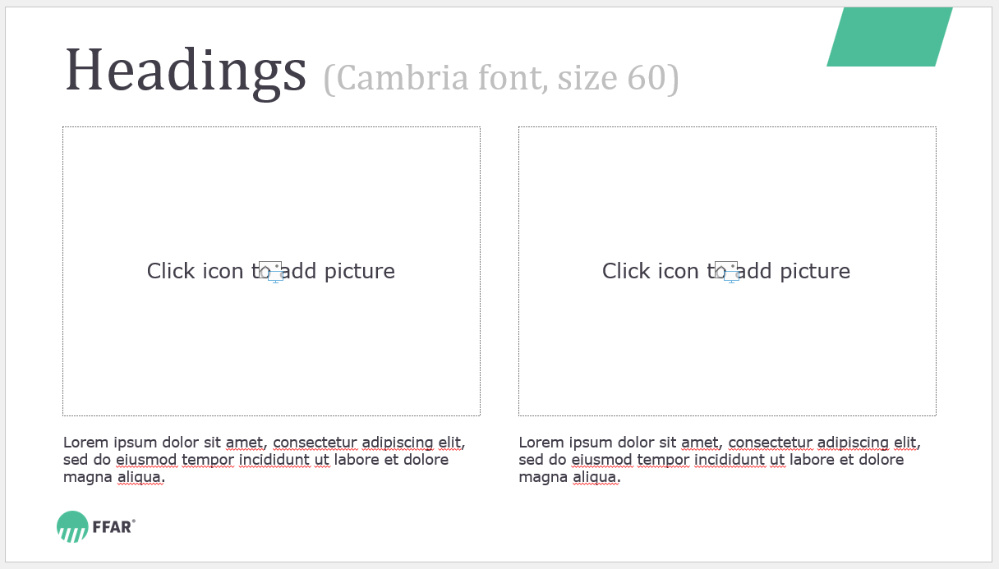 Headings (Cambria font, size 60)
Click icon to add picture
Click icon to add picture
Lorem ipsum dolor sit amet, consectetur adipiscing elit,
sed do eiusmod tempor incididunt ut labore et dolore
magna aliqua.
Lorem ipsum dolor sit amet, consectetur adipiscing elit,
sed do eiusmod tempor incididunt ut labore et dolore
magna aliqua.
FFAR®